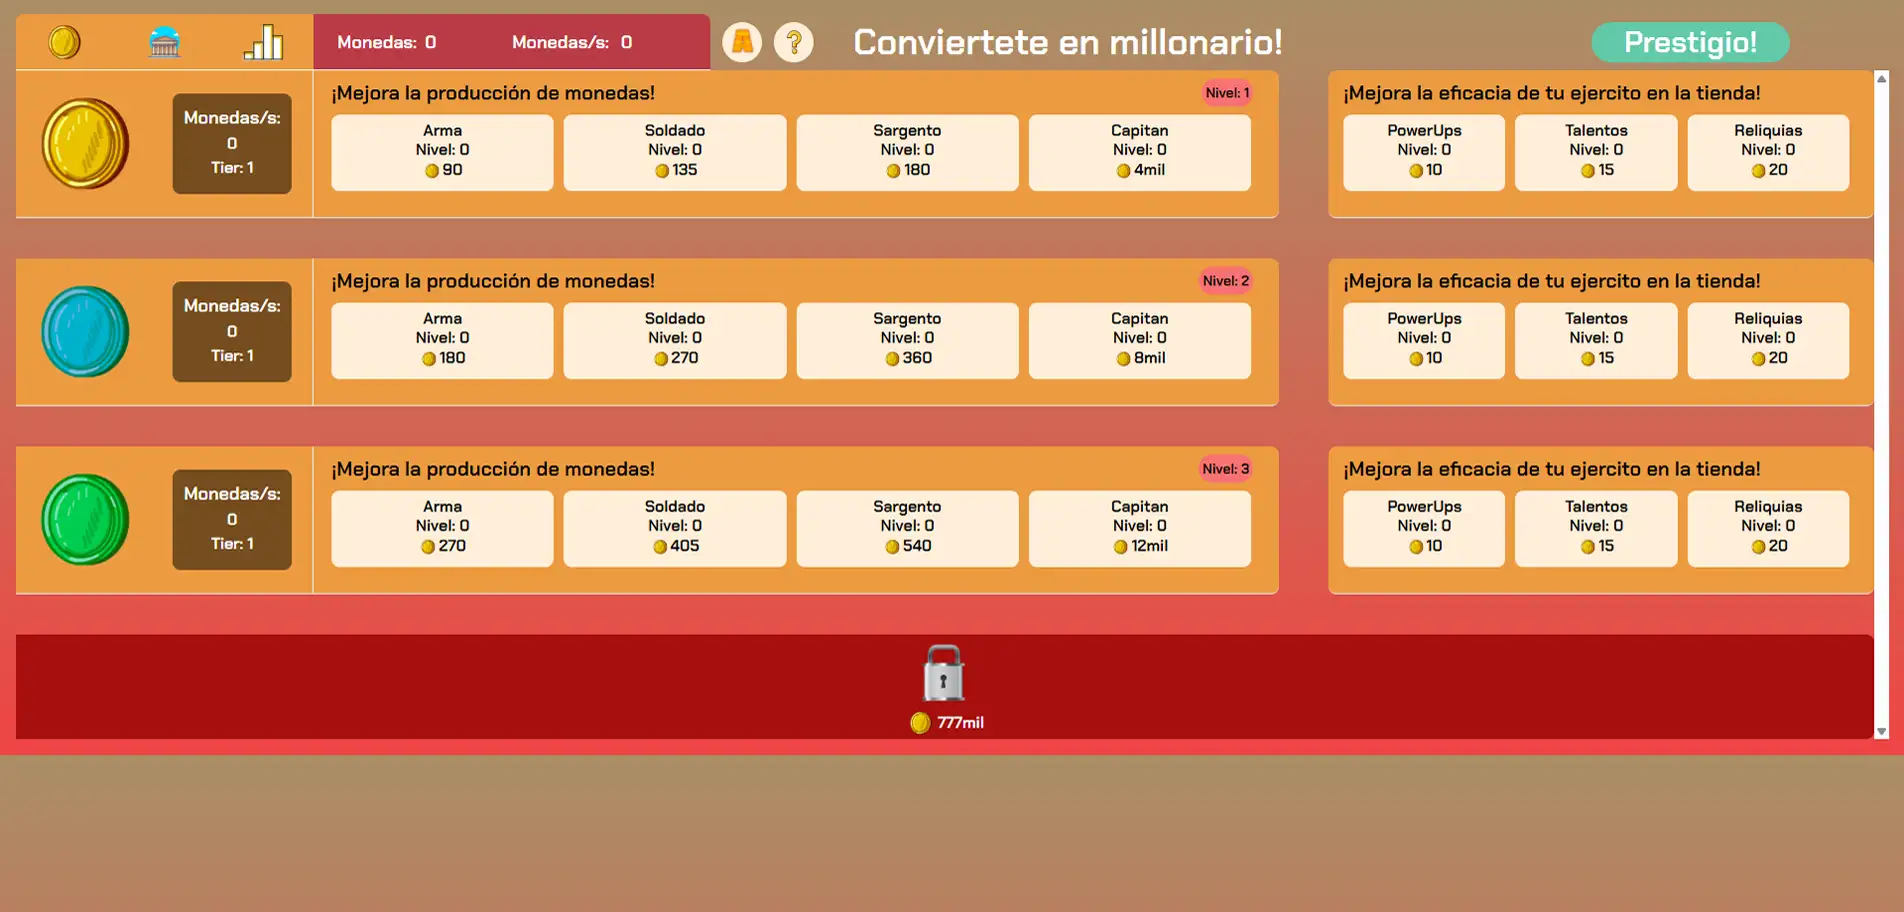 Monedas: 0 Monedas/s: 0 ? Conviertete en millonario! Prestigio!
¡Mejora la producción de monedas! Nivel: 1 ¡Mejora la eficacia de tu ejercito en la tienda!
Monedas/s:
0
Tier: 1
Arma
Nivel: 0
90
Soldado
Nivel: 0
135
Sargento
Nivel: 0
180
Capitan
Nivel: 0
4mil
PowerUps
Nivel: 0
10
Talentos
Nivel: 0
15
Reliquias
Nivel: 0
20
¡Mejora la producción de monedas! Nivel: 2 ¡Mejora la eficacia de tu ejercito en la tienda!
Monedas/s:
0
Tier: 1
Arma
Nivel: 0
180
Soldado
Nivel: 0
270
Sargento
Nivel: 0
360
Capitan
Nivel: 0
8mil
PowerUps
Nivel: 0
10
Talentos
Nivel: 0
15
Reliquias
Nivel: 0
20
¡Mejora la producción de monedas! Nivel: 3 ¡Mejora la eficacia de tu ejercito en la tienda!
Monedas/s:
0
Tier: 1
Arma
Nivel: 0
270
Soldado
Nivel: 0
405
Sargento
Nivel: 0
540
Capitan
Nivel: 0
12mil
PowerUps
Nivel: 0
10
Talentos
Nivel: 0
15
Reliquias
Nivel: 0
20
777mil